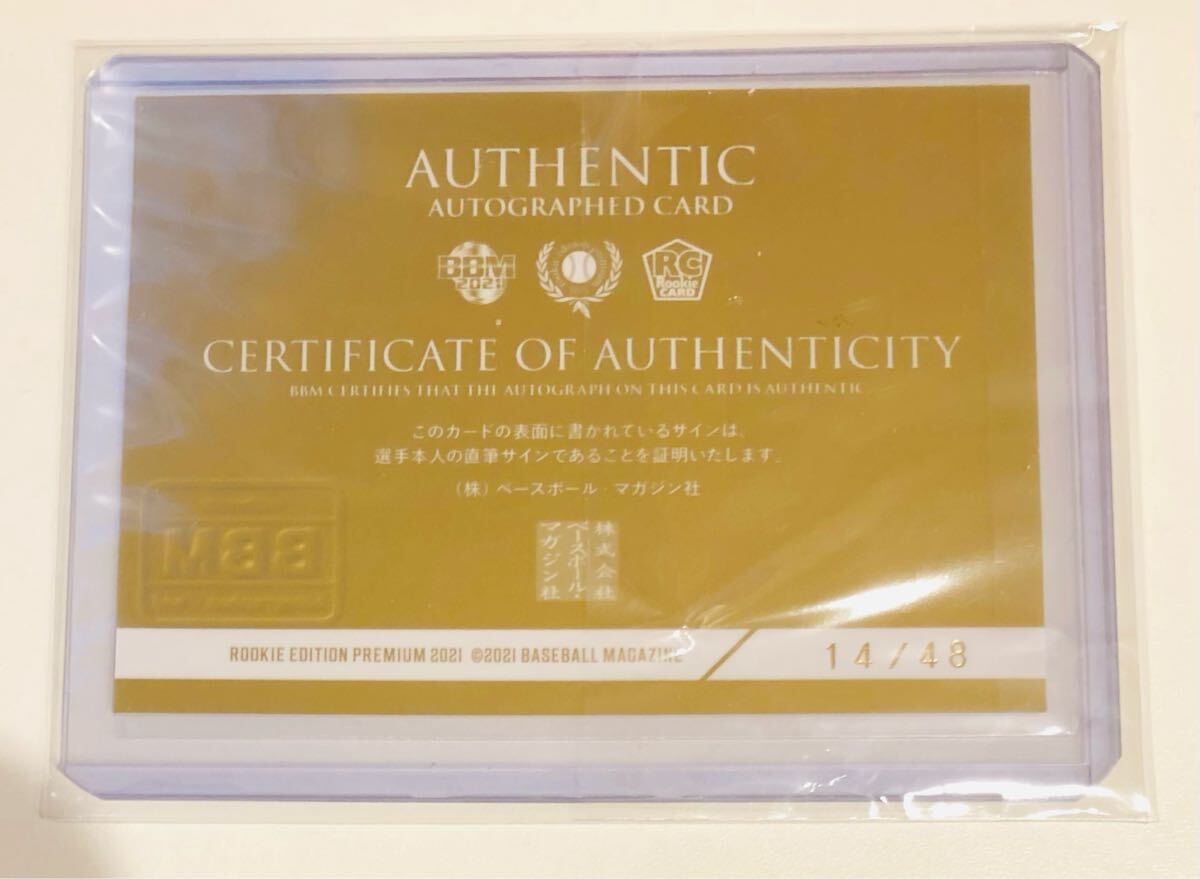 AUTHENTIC
AUTOGRAPHED CARD
BBM
2021
RC
Rookie
CARD
CERTIFICATE OF AUTHENTICITY
BBM CERTIFIES THAT THE AUTOGRAPH ON THIS CARD IS AUTHENTIC
このカードの表面に書かれているサインは、
選手本人の直筆サインであることを証明いたします。
(株)ベースボール・マガジン社
株式会社
ベースボール・
マガジン社
BBM
ROOKIE EDITION PREMIUM 2021 ©2021 BASEBALL MAGAZINE
14/48